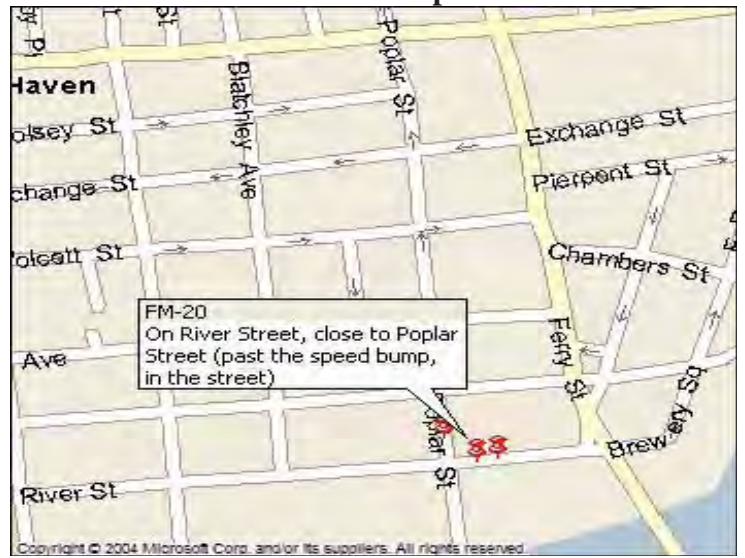 Haven
Blatchley Ave
Poplar St
olsey St
Exchange St
change St
Pierpont St
olcott St
Chambers St
FM-20
On River Street, close to Poplar
Street (past the speed bump,
in the street)
Ave
Ferry St
oplar St
Brewery St
River St
Copyright © 2004 Microsoft Corp. and/or its suppliers. All rights reserved.